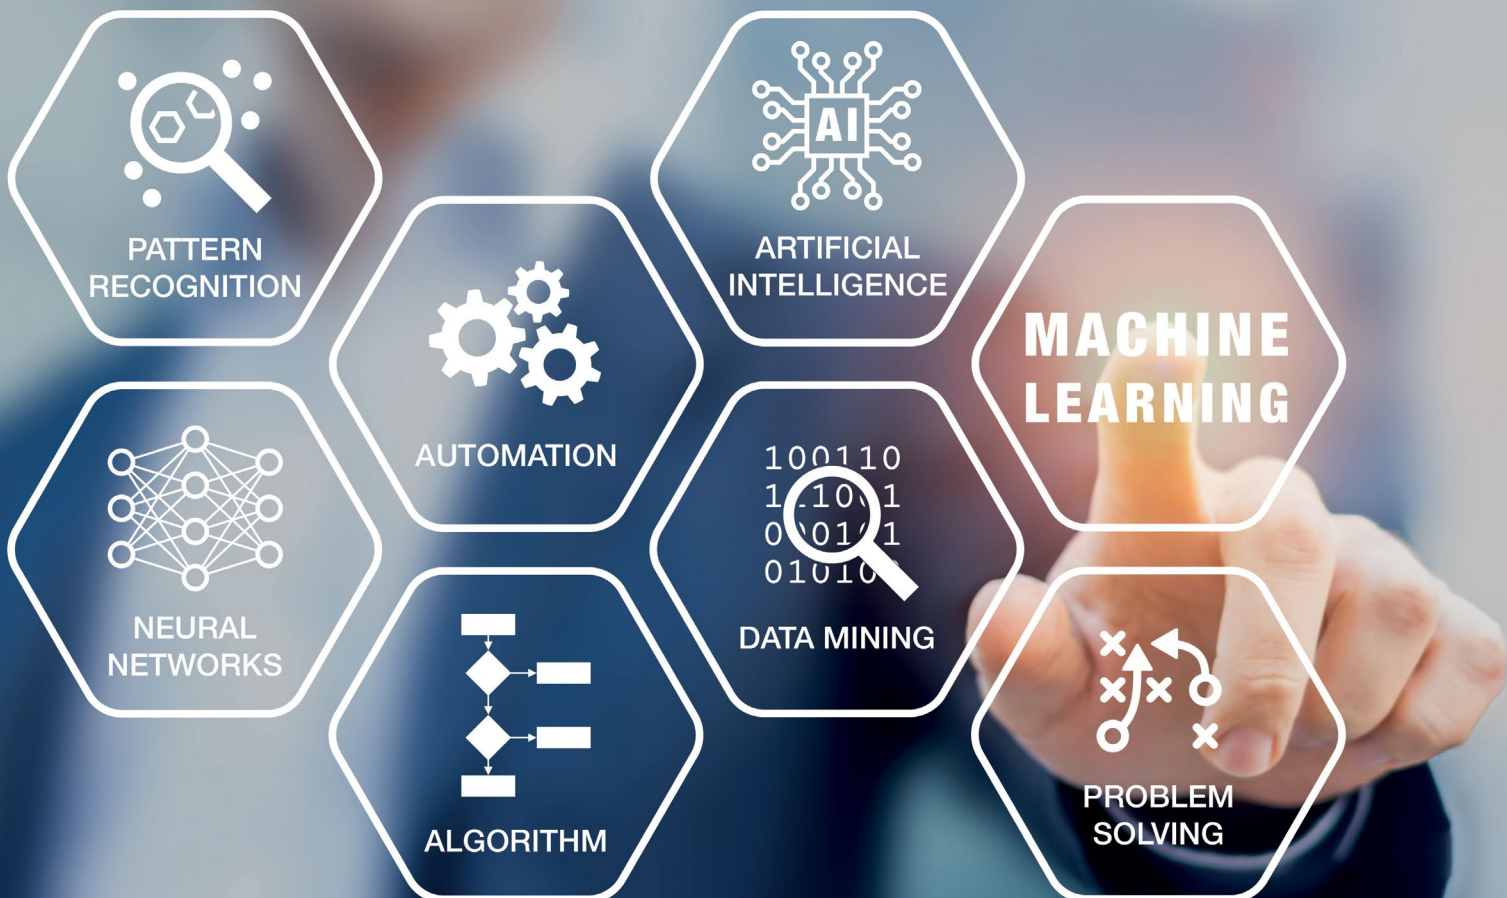 PATTERN
RECOGNITION
AI
ARTIFICIAL
INTELLIGENCE
AUTOMATION
MACHINE
LEARNING
NEURAL
NETWORKS
100110
DATA MINING
ALGORITHM
PROBLEM
SOLVING